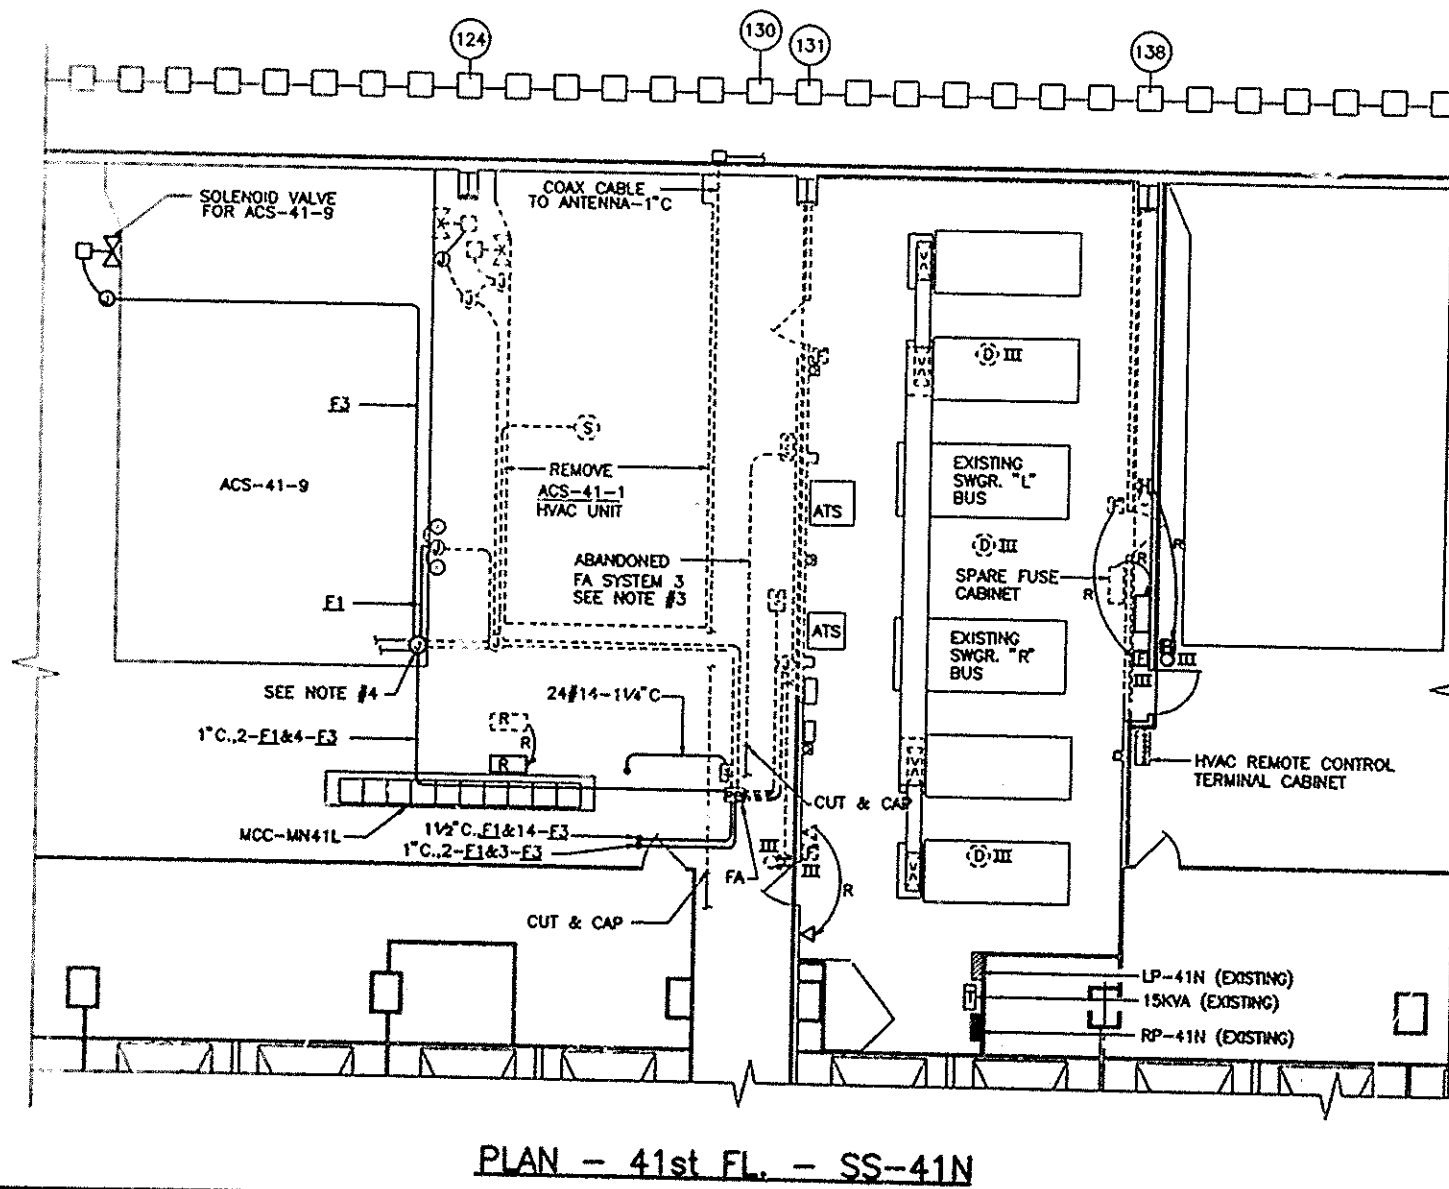 124
130
131
138
SOLENOID VALVE
FOR ACS-41-9
COAX CABLE
TO ANTENNA-1"C
J
J
J
J
F
D III
F3
S
REMOVE
ACS-41-1
HVAC UNIT
ACS-41-9
EXISTING
SWGR. "L"
BUS
ATS
J
ABANDONED
FA SYSTEM 3
SEE NOTE #3
D III
SPARE FUSE
CABINET
R
R
R
F1
ATS
EXISTING
SWGR. "R"
BUS
J
F
III
III
SEE NOTE #4
24#14-1¼"C
1"C.,2-F1&4-F3
R
R
R
HVAC REMOTE CONTROL
TERMINAL CABINET
CUT & CAP
MCC-MN41L
1½"C.,F1&14-F3
1"C.,2-F1&3-F3
III
F
III
D III
FA
R
CUT & CAP
LP-41N (EXISTING)
T
15KVA (EXISTING)
RP-41N (EXISTING)
PLAN - 41st FL. - SS-41N